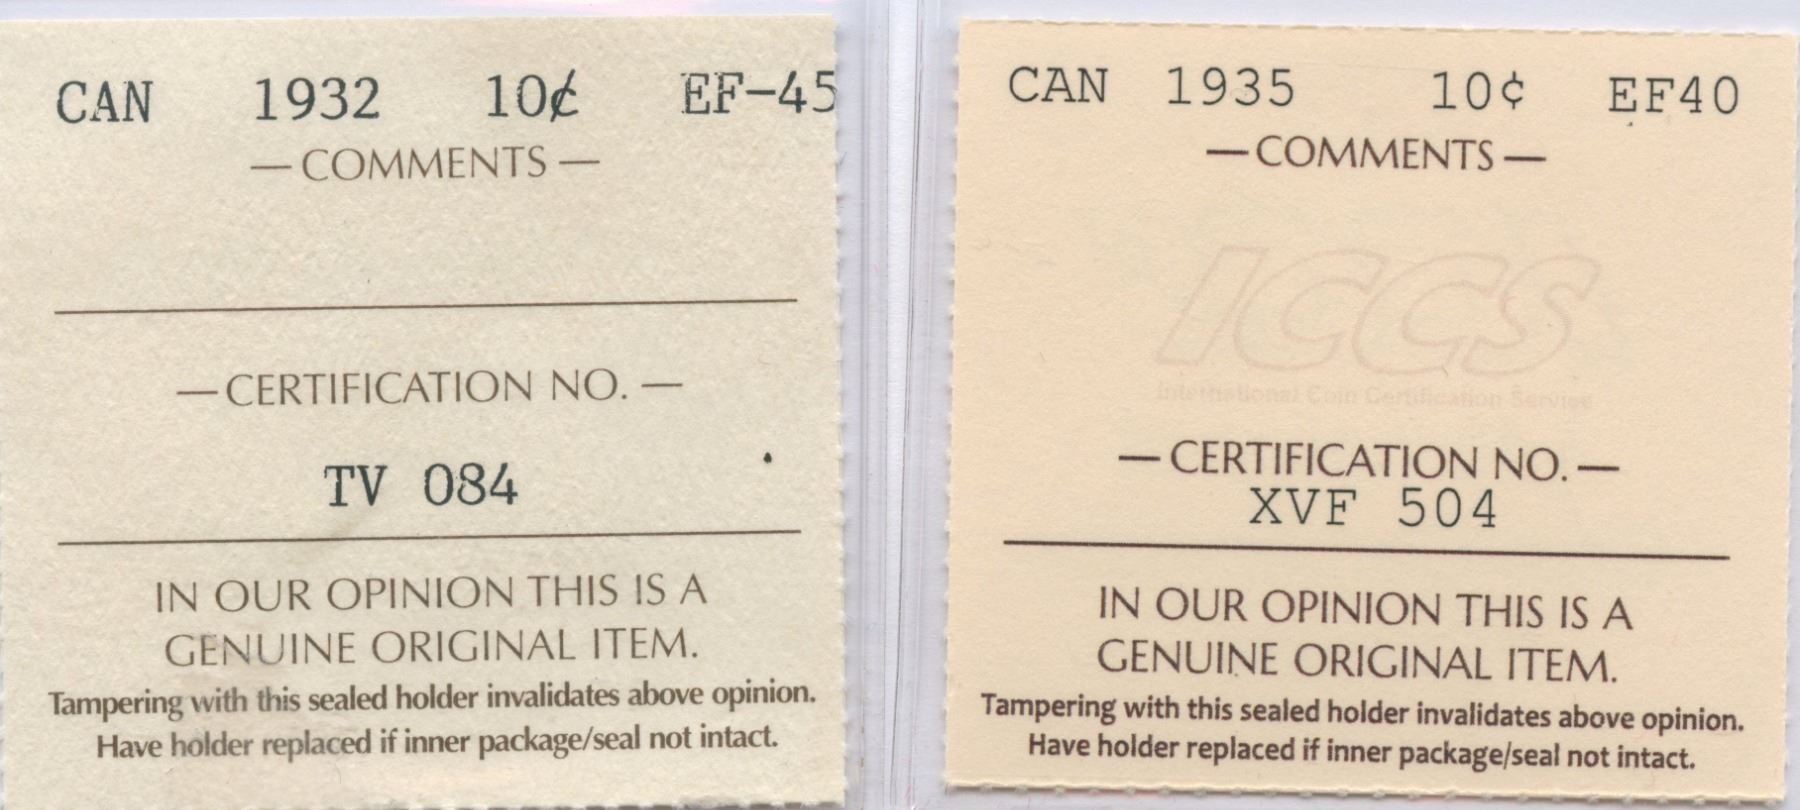 CAN 1932 10¢ EF-45
— COMMENTS —
— CERTIFICATION NO. —
TV 084
IN OUR OPINION THIS IS A
GENUINE ORIGINAL ITEM.
Tampering with this sealed holder invalidates above opinion.
Have holder replaced if inner package/seal not intact.
CAN 1935 10¢ EF40
— COMMENTS —
ICCS
International Coin Certification Service
— CERTIFICATION NO. —
XVF 504
IN OUR OPINION THIS IS A
GENUINE ORIGINAL ITEM.
Tampering with this sealed holder invalidates above opinion.
Have holder replaced if inner package/seal not intact.